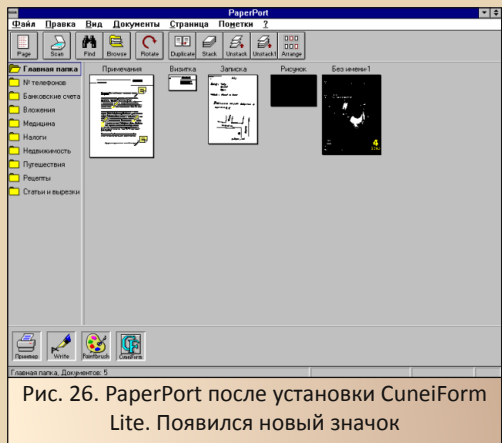 PaperPort
Файл Правка Вид Документы Страница Пометки ?
Page Scan Find Browse Rotate Duplicate Stack Unstack Unstack1 Arrange
Главная папка
№ телефонов
Банковские счета
Вложения
Медицина
Налоги
Недвижимость
Путешествия
Рецепты
Статьи и вырезки
Примечания Визитка Записка Рисунок Без имени-1
4
Принтер Write Paintbrush CuneiForm
Главная папка, Документов: 5
Рис. 26. PaperPort после установки CuneiForm
Lite. Появился новый значок